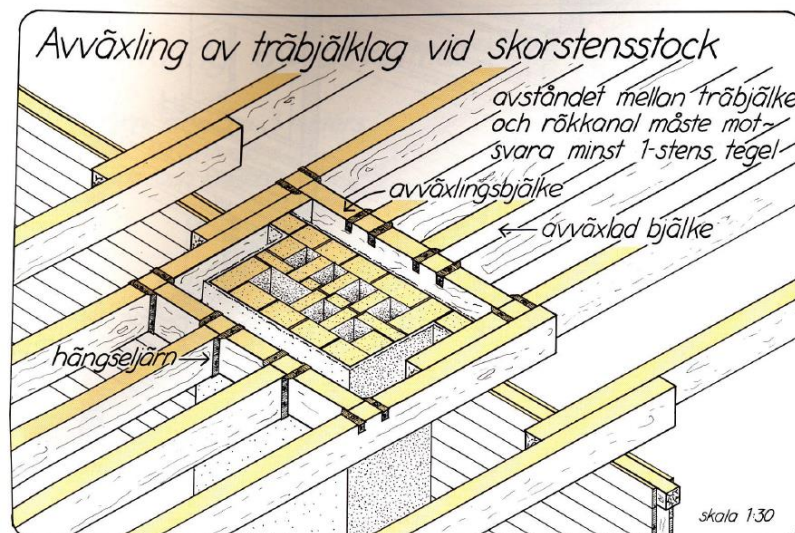 Avväxling av träbjälklag vid skorstensstock
avståndet mellan träbjälke
och rökkanal måste mot~
svara minst 1-stens tegel
avväxlingsbjälke
avväxlad bjälke
hängseljärn
skala 1:30